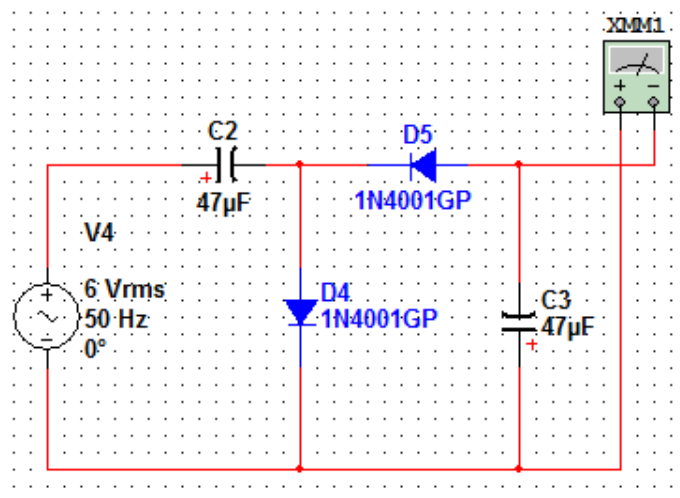 XMM1
+ −
C2
+
47µF
D5
1N4001GP
V4
+
6 Vrms
50 Hz
0°
−
D4
1N4001GP
C3
47µF
+